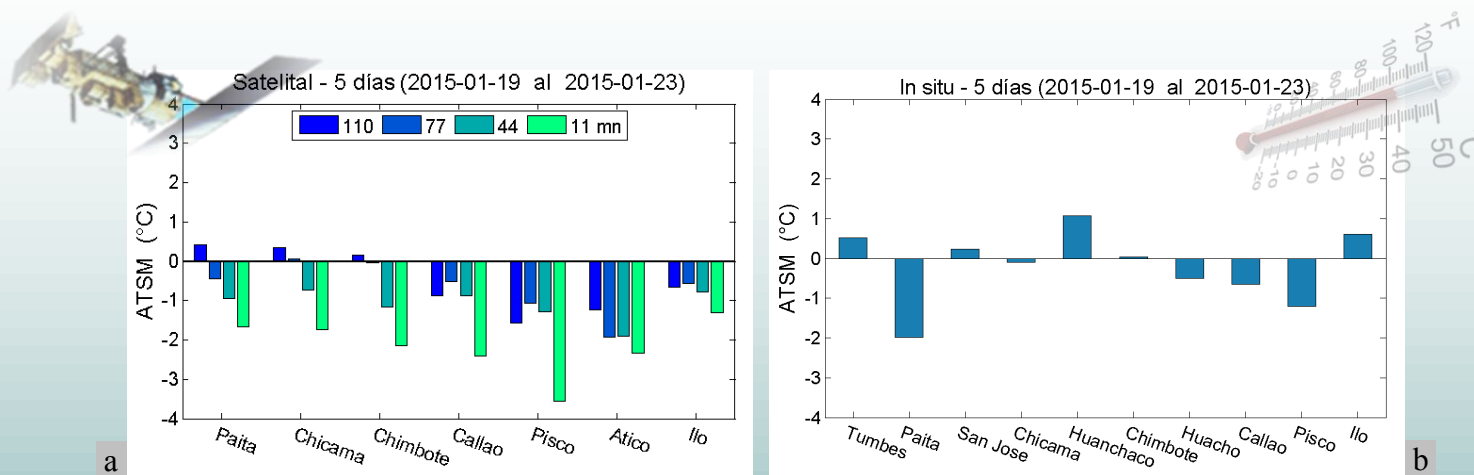 Satelital - 5 días (2015-01-19 al 2015-01-23)
110 77 44 11 mn
ATSM (°C)
4
3
2
1
0
-1
-2
-3
-4
Paita Chicama Chimbote Callao Pisco Atico Ilo
a
In situ - 5 días (2015-01-19 al 2015-01-23)
ATSM (°C)
4
3
2
1
0
-1
-2
-3
-4
Tumbes Paita San Jose Chicama Huanchaco Chimbote Huacho Callao Pisco Ilo
b
°F
40 60 80 100 120
-20 -10 0 10 20 30 40 50
C